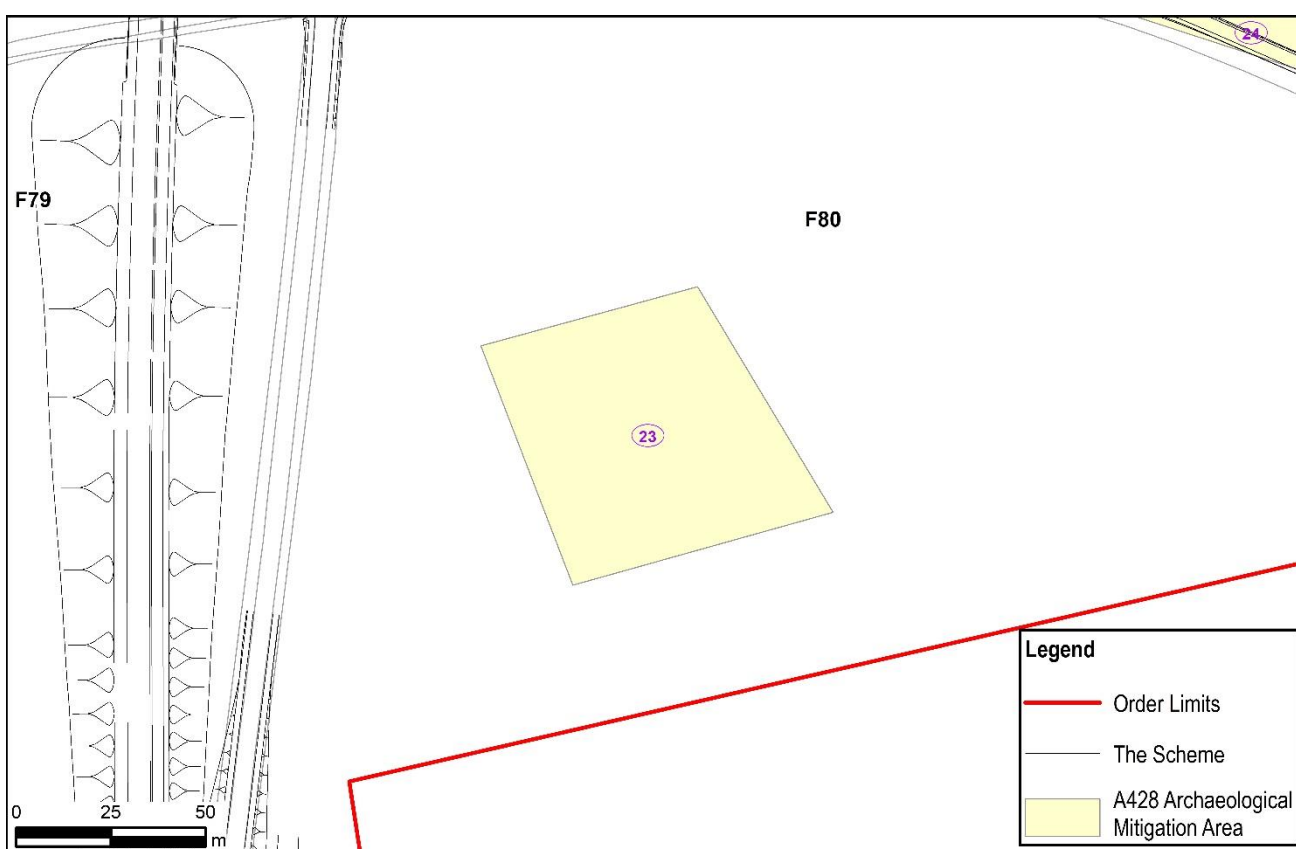 24
F79
F80
23
Legend
Order Limits
The Scheme
A428 Archaeological
Mitigation Area
0 25 50
m